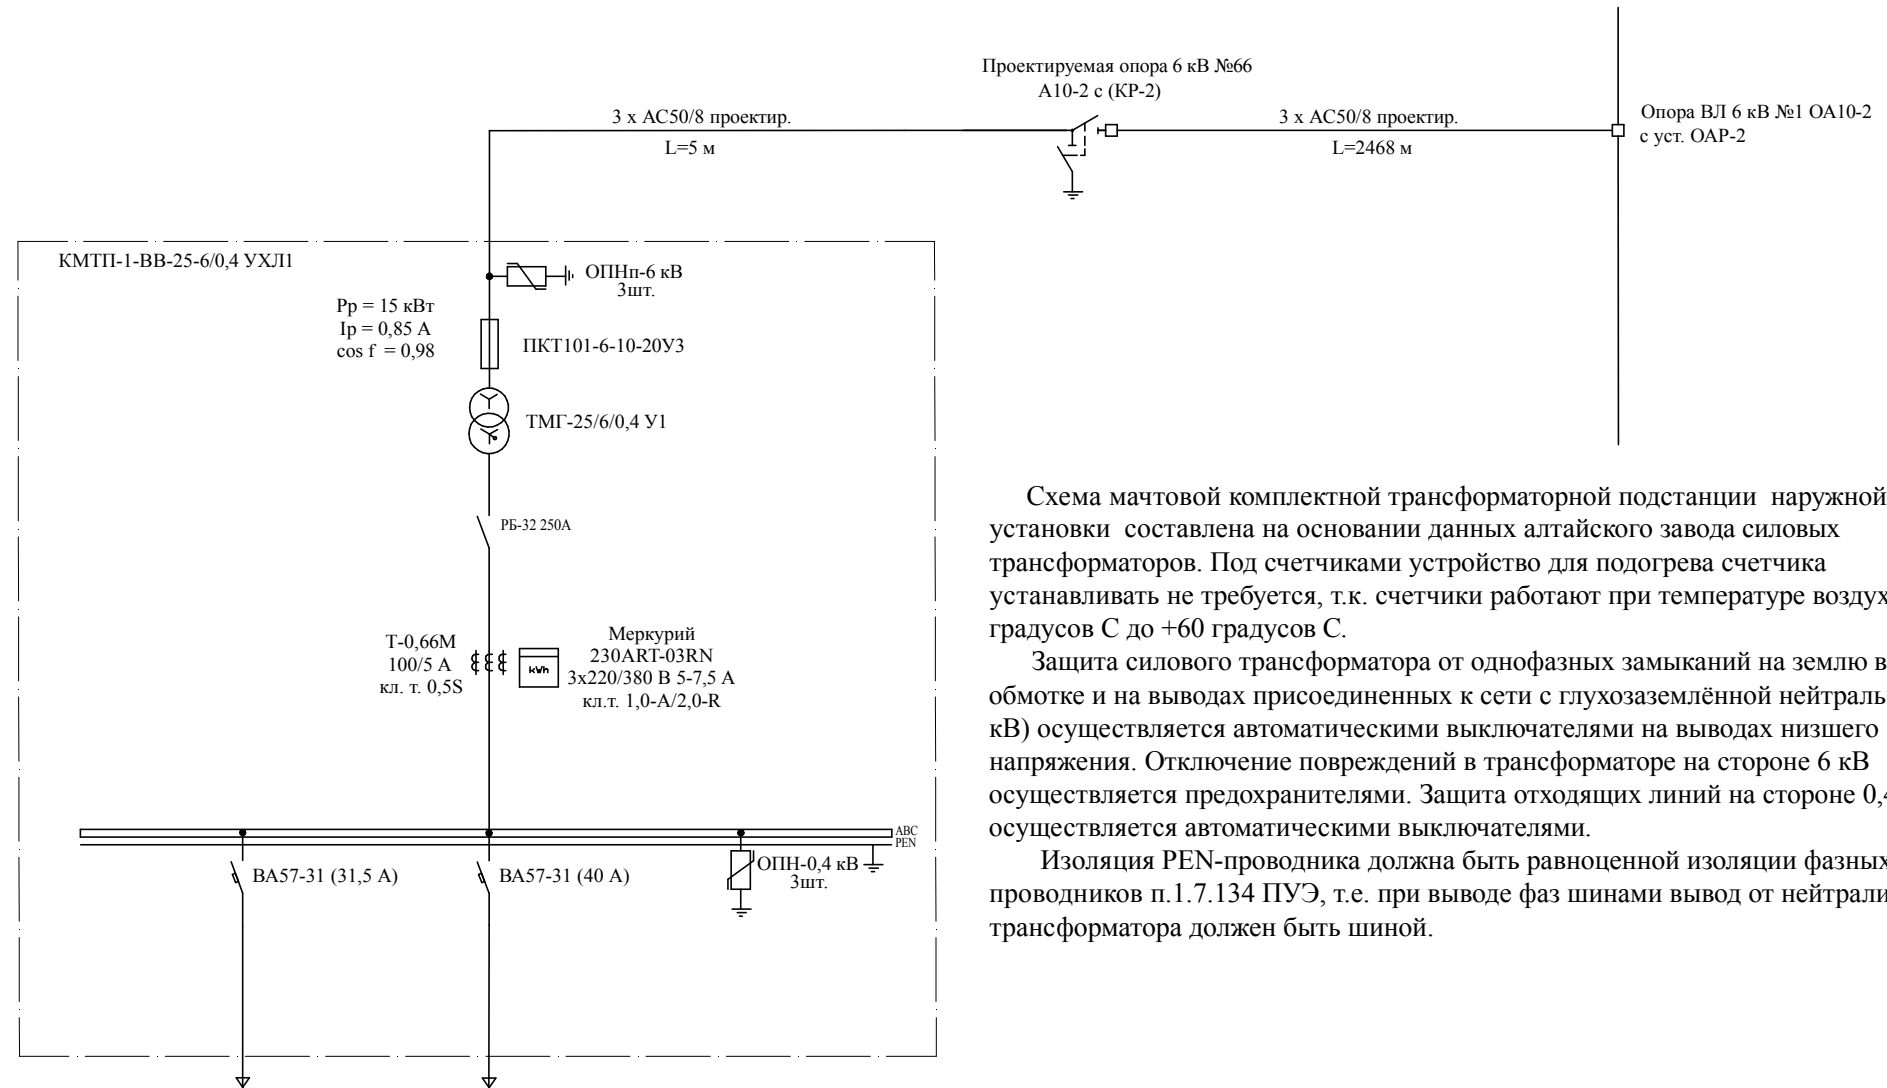 Проектируемая опора 6 кВ №66
А10-2 с (КР-2)
3 х АС50/8 проектир.
L=5 м
3 х АС50/8 проектир.
L=2468 м
Опора ВЛ 6 кВ №1 ОА10-2
с уст. ОАР-2
КМТП-1-ВВ-25-6/0,4 УХЛ1
ОПНп-6 кВ
3шт.
Рр = 15 кВт
Iр = 0,85 А
cos f = 0,98
ПКТ101-6-10-20У3
ТМГ-25/6/0,4 У1
РБ-32 250А
Т-0,66М
100/5 А
кл. т. 0,5S
kWh
Меркурий
230ART-03RN
3х220/380 В 5-7,5 А
кл.т. 1,0-А/2,0-R
АВС
PEN
ВА57-31 (31,5 А)
ВА57-31 (40 А)
ОПН-0,4 кВ
3шт.
Схема мачтовой комплектной трансформаторной подстанции наружной
установки составлена на основании данных алтайского завода силовых
трансформаторов. Под счетчиками устройство для подогрева счетчика
устанавливать не требуется, т.к. счетчики работают при температуре воздух
градусов С до +60 градусов С.
Защита силового трансформатора от однофазных замыканий на землю в
обмотке и на выводах присоединенных к сети с глухозаземлённой нейтраль
кВ) осуществляется автоматическими выключателями на выводах низшего
напряжения. Отключение повреждений в трансформаторе на стороне 6 кВ
осуществляется предохранителями. Защита отходящих линий на стороне 0,4
осуществляется автоматическими выключателями.
Изоляция PEN-проводника должна быть равноценной изоляции фазных
проводников п.1.7.134 ПУЭ, т.е. при выводе фаз шинами вывод от нейтрали
трансформатора должен быть шиной.